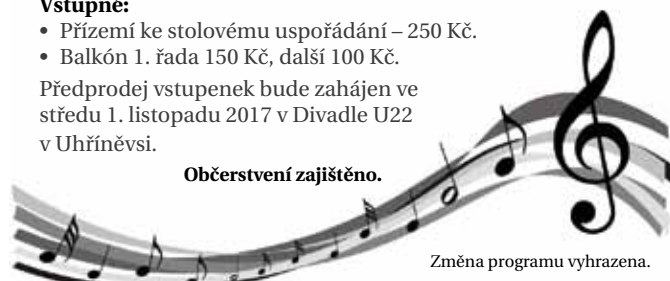 Vstupné:
• Přízemí ke stolovému uspořádání – 250 Kč.
• Balkón 1. řada 150 Kč, další 100 Kč.
Předprodej vstupenek bude zahájen ve
středu 1. listopadu 2017 v Divadle U22
v Uhříněvsi.
Občerstvení zajištěno.
Změna programu vyhrazena.